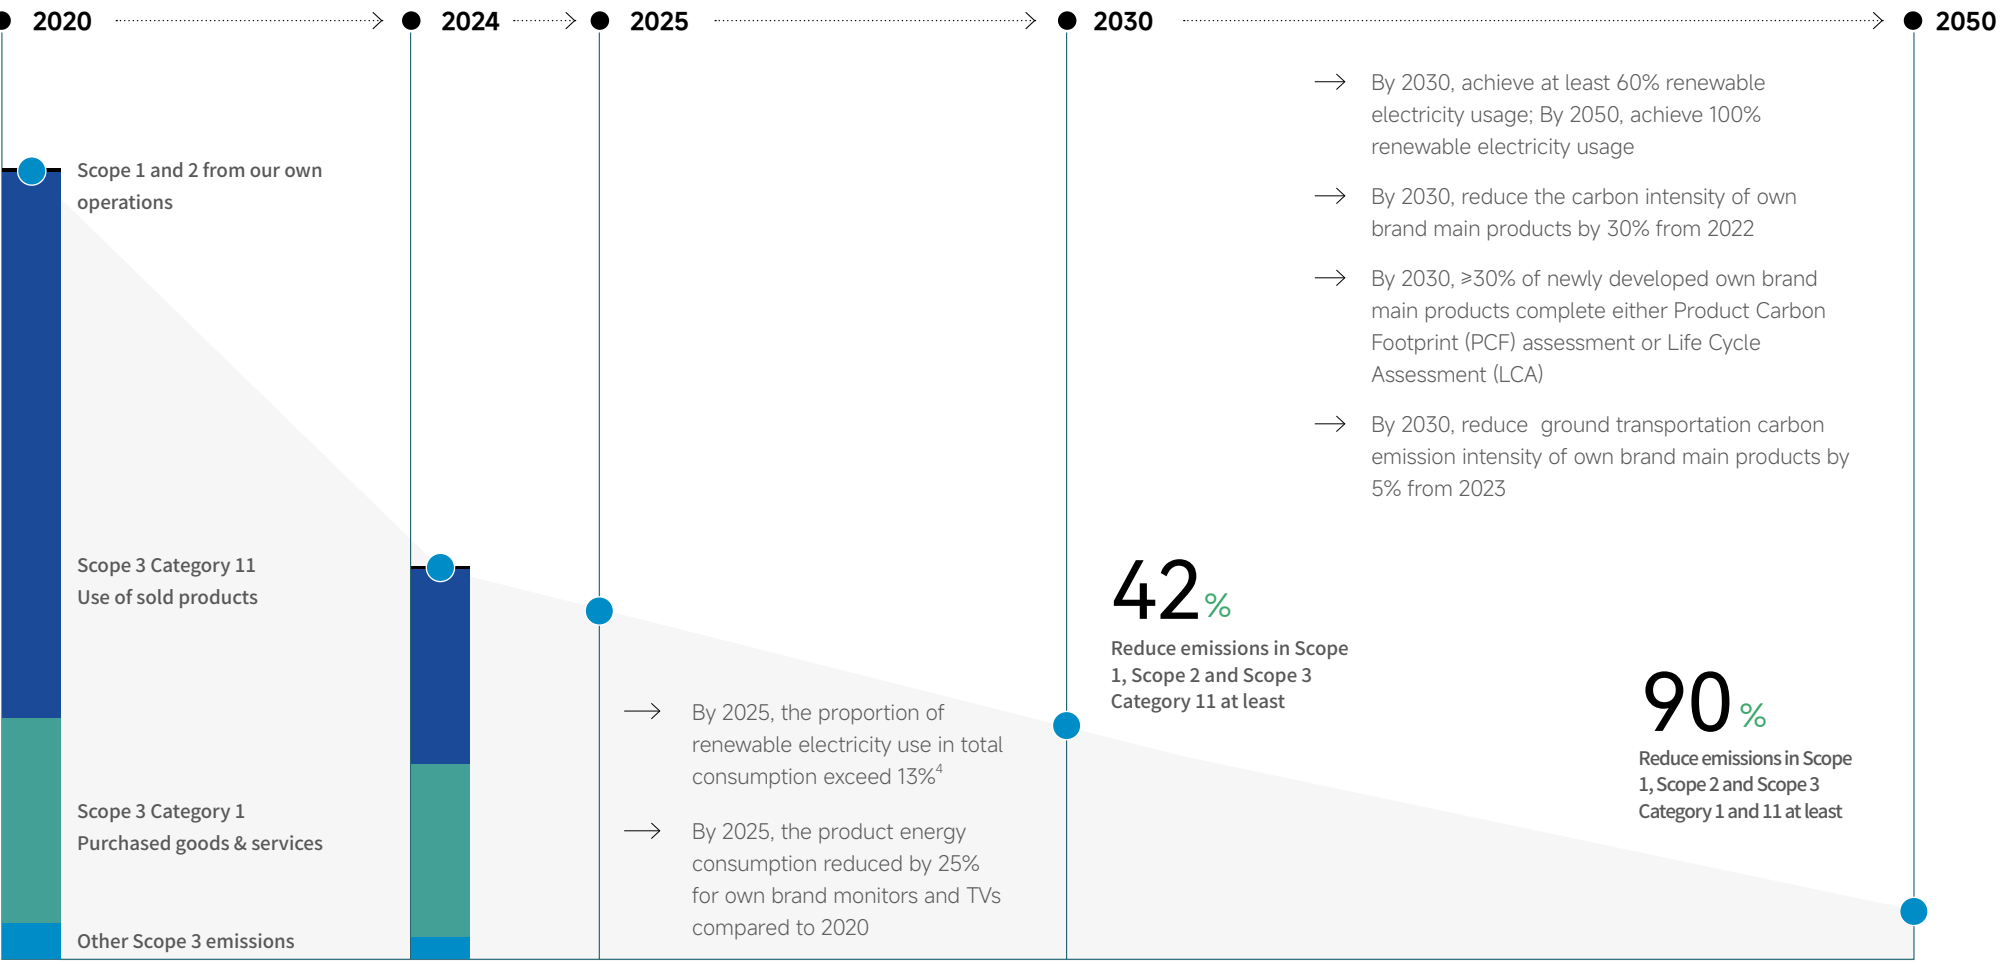 2020
2024
2025
2030
2050
Scope 1 and 2 from our own
operations
Scope 3 Category 11
Use of sold products
Scope 3 Category 1
Purchased goods & services
Other Scope 3 emissions
By 2025, the proportion of
renewable electricity use in total
consumption exceed 13%4
By 2025, the product energy
consumption reduced by 25%
for own brand monitors and TVs
compared to 2020
42%
Reduce emissions in Scope
1, Scope 2 and Scope 3
Category 11 at least
By 2030, achieve at least 60% renewable
electricity usage; By 2050, achieve 100%
renewable electricity usage
By 2030, reduce the carbon intensity of own
brand main products by 30% from 2022
By 2030, ≥30% of newly developed own brand
main products complete either Product Carbon
Footprint (PCF) assessment or Life Cycle
Assessment (LCA)
By 2030, reduce ground transportation carbon
emission intensity of own brand main products by
5% from 2023
90%
Reduce emissions in Scope
1, Scope 2 and Scope 3
Category 1 and 11 at least